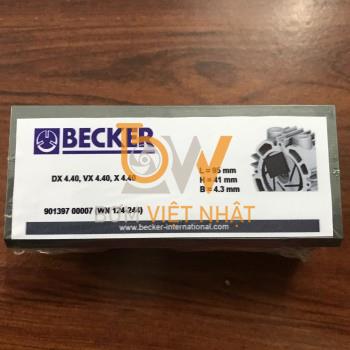 BECKER
DX 4.40, VX 4.40, X 4.40
L = 95 mm
H = 41 mm
B = 4.3 mm
901397 00007 (WN 124-244)
BƠM VIỆT NHẬT
www.becker-international.com